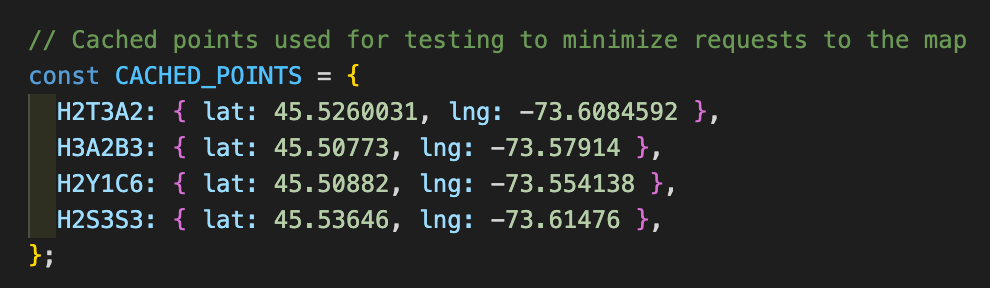 // Cached points used for testing to minimize requests to the map
const CACHED_POINTS = {
  H2T3A2: { lat: 45.5260031, lng: -73.6084592 },
  H3A2B3: { lat: 45.50773, lng: -73.57914 },
  H2Y1C6: { lat: 45.50882, lng: -73.554138 },
  H2S3S3: { lat: 45.53646, lng: -73.61476 },
};